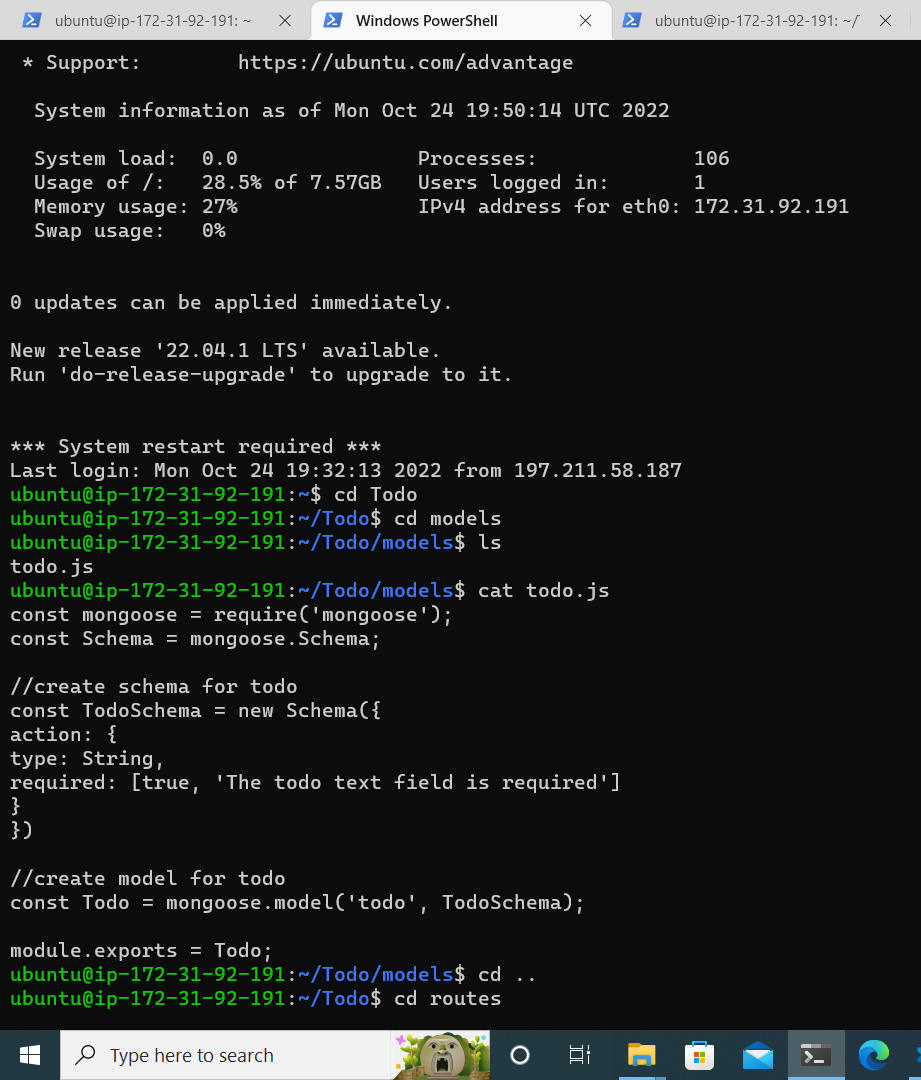 ubuntu@ip-172-31-92-191: ~
Windows PowerShell
ubuntu@ip-172-31-92-191: ~/
* Support: https://ubuntu.com/advantage
System information as of Mon Oct 24 19:50:14 UTC 2022
System load: 0.0 Processes: 106
Usage of /: 28.5% of 7.57GB Users logged in: 1
Memory usage: 27% IPv4 address for eth0: 172.31.92.191
Swap usage: 0%
0 updates can be applied immediately.
New release '22.04.1 LTS' available.
Run 'do-release-upgrade' to upgrade to it.
*** System restart required ***
Last login: Mon Oct 24 19:32:13 2022 from 197.211.58.187
ubuntu@ip-172-31-92-191:~$ cd Todo
ubuntu@ip-172-31-92-191:~/Todo$ cd models
ubuntu@ip-172-31-92-191:~/Todo/models$ ls
todo.js
ubuntu@ip-172-31-92-191:~/Todo/models$ cat todo.js
const mongoose = require('mongoose');
const Schema = mongoose.Schema;
//create schema for todo
const TodoSchema = new Schema({
action: {
type: String,
required: [true, 'The todo text field is required']
}
})
//create model for todo
const Todo = mongoose.model('todo', TodoSchema);
module.exports = Todo;
ubuntu@ip-172-31-92-191:~/Todo/models$ cd ..
ubuntu@ip-172-31-92-191:~/Todo$ cd routes
Type here to search